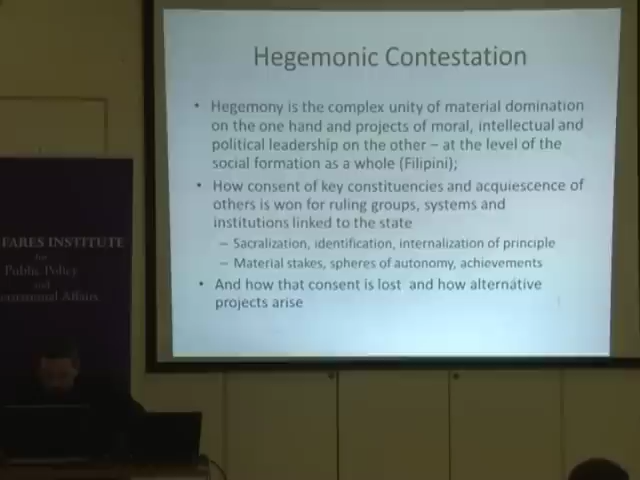 Hegemonic Contestation
• Hegemony is the complex unity of material domination
on the one hand and projects of moral, intellectual and
political leadership on the other – at the level of the
social formation as a whole (Filipini);
• How consent of key constituencies and acquiescence of
others is won for ruling groups, systems and
institutions linked to the state
– Sacralization, identification, internalization of principle
– Material stakes, spheres of autonomy, achievements
• And how that consent is lost and how alternative
projects arise
FARES INSTITUTE
for
Public Policy
and
Affairs